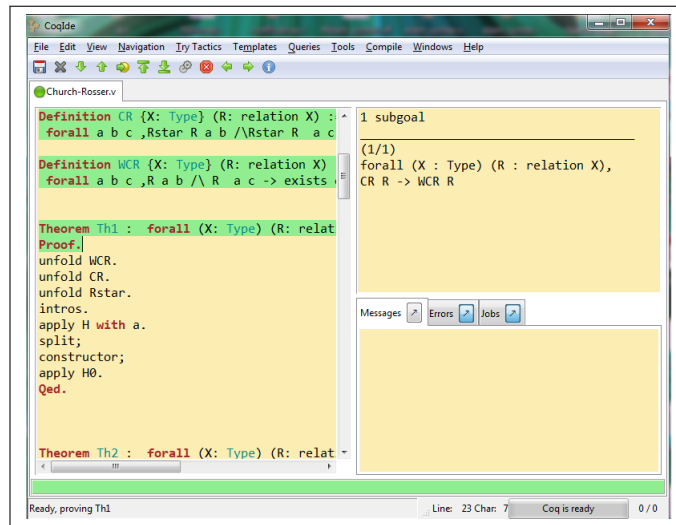 CoqIde
File Edit View Navigation Try Tactics Templates Queries Tools Compile Windows Help
Church-Rosser.v
Definition CR {X: Type} (R: relation X) :=
forall a b c ,Rstar R a b /\Rstar R a c
Definition WCR {X: Type} (R: relation X)
forall a b c ,R a b /\ R a c -> exists
Theorem Th1 : forall (X: Type) (R: relat
Proof.
unfold WCR.
unfold CR.
unfold Rstar.
intros.
apply H with a.
split;
constructor;
apply H0.
Qed.
Theorem Th2 : forall (X: Type) (R: relat
1 subgoal
(1/1)
forall (X : Type) (R : relation X),
CR R -> WCR R
Messages Errors Jobs
Ready, proving Th1
Line: 23 Char: 7
Coq is ready
0 / 0